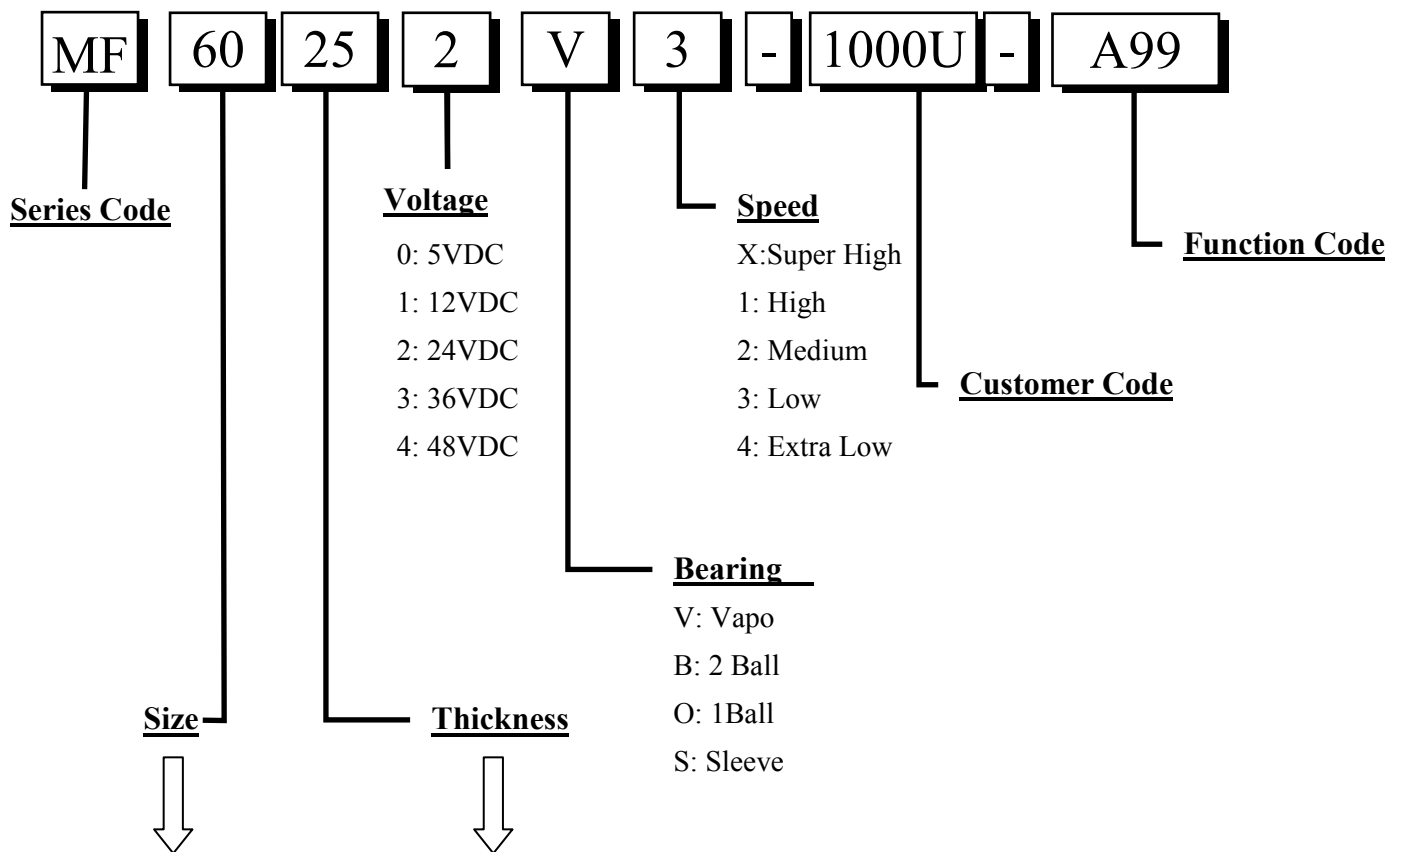 MF 60 25 2 V 3 - 1000U - A99
Series Code
Voltage
0: 5VDC
1: 12VDC
2: 24VDC
3: 36VDC
4: 48VDC
Speed
X:Super High
1: High
2: Medium
3: Low
4: Extra Low
Function Code
Customer Code
Bearing
V: Vapo
B: 2 Ball
O: 1Ball
S: Sleeve
Size
Thickness